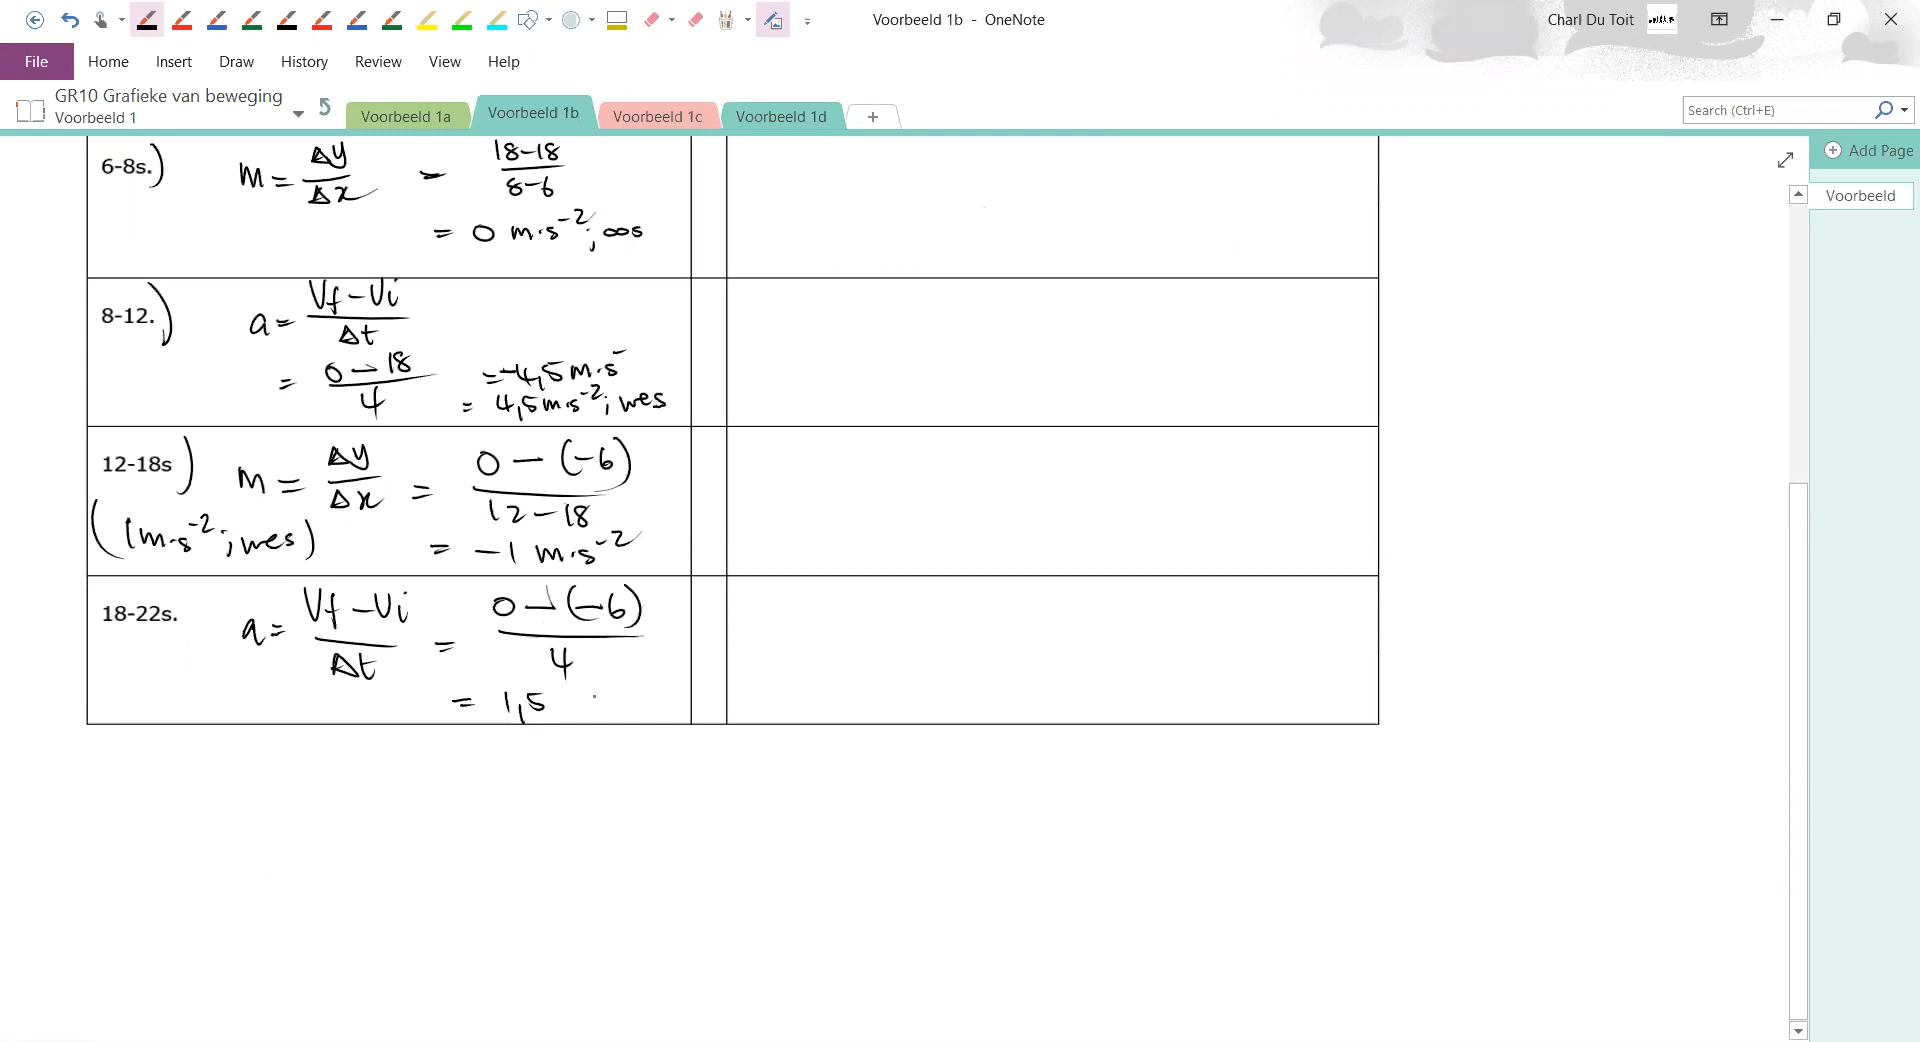 Voorbeeld 1b - OneNote
Charl Du Toit
File Home Insert Draw History Review View Help
GR10 Grafieke van beweging
Voorbeeld 1
Voorbeeld 1a Voorbeeld 1b Voorbeeld 1c Voorbeeld 1d +
Search (Ctrl+E)
Add Page
Voorbeeld
6-8s.) m = Δy/Δx = 18-18/8-6
= 0 m·s⁻²; oos
8-12.) a = Vf - Vi/Δt
= 0 - 18/4 = -4,5 m·s⁻
= 4,5 m·s⁻²; wes
12-18s) m = Δy/Δx = 0 - (-6)/12 - 18
(1 m·s⁻²; wes) = -1 m·s⁻²
18-22s. a = Vf - Vi/Δt = 0 - (-6)/4
= 1,5